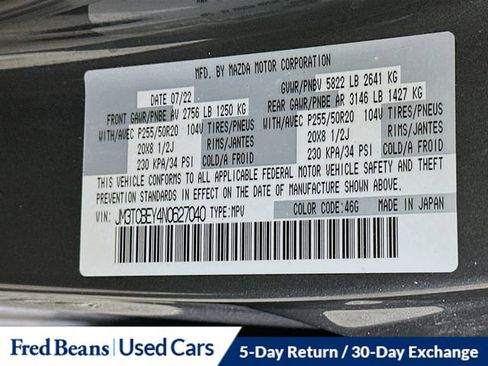 MFD. BY MAZDA MOTOR CORPORATION
DATE 07/22
GVWR/PNBV 5822 LB 2641 KG
FRONT GAWR/PNBE AV 2756 LB 1250 KG
REAR GAWR/PNBE AR 3146 LB 1427 KG
WITH/AVEC P255/50R20 104V TIRES/PNEUS
WITH/AVEC P255/50R20 104V TIRES/PNEUS
20X8 1/2J RIMS/JANTES
20X8 1/2J RIMS/JANTES
230 KPA/34 PSI COLD/A FROID
230 KPA/34 PSI COLD/A FROID
THIS VEHICLE CONFORMS TO ALL APPLICABLE FEDERAL MOTOR VEHICLE SAFETY AND THEFT
PREVENTION STANDARDS IN EFFECT ON THE DATE OF MANUFACTURE SHOWN ABOVE.
VIN: JM3TCBEY4N0627040 TYPE:MPV
COLOR CODE:46G MADE IN JAPAN
Fred Beans | Used Cars
5-Day Return / 30-Day Exchange